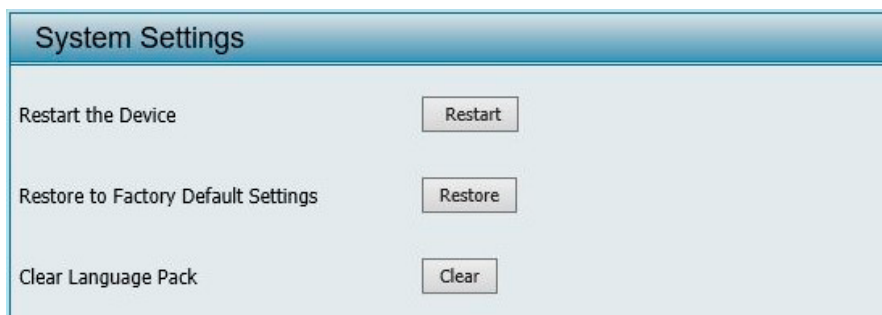 System Settings
Restart the Device Restart
Restore to Factory Default Settings Restore
Clear Language Pack Clear